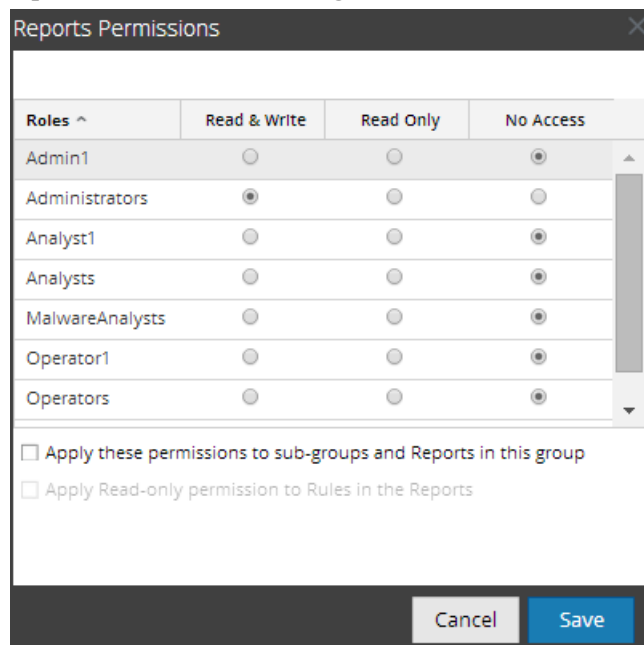 Reports Permissions
Roles Read & Write Read Only No Access
Admin1
Administrators
Analyst1
Analysts
MalwareAnalysts
Operator1
Operators
Apply these permissions to sub-groups and Reports in this group
Apply Read-only permission to Rules in the Reports
Cancel Save